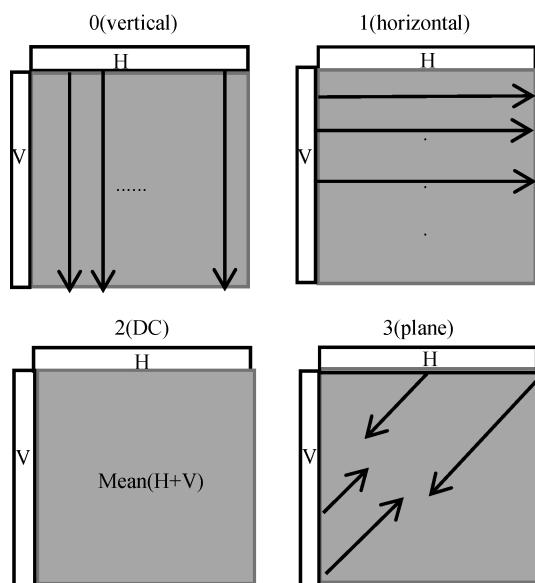 0(vertical)
H
V
......
1(horizontal)
H
V
.
.
.
2(DC)
H
V
Mean(H+V)
3(plane)
H
V